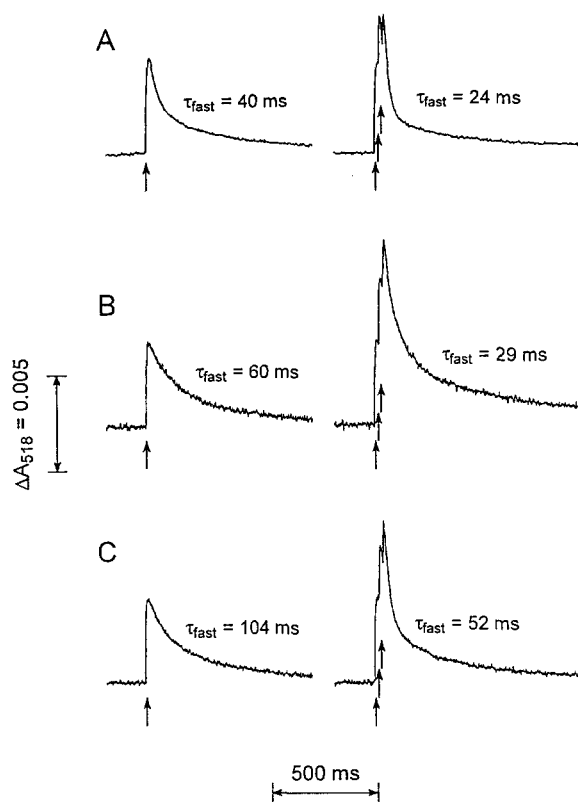 A
τfast = 40 ms
τfast = 24 ms
B
τfast = 60 ms
τfast = 29 ms
ΔA518 = 0.005
C
τfast = 104 ms
τfast = 52 ms
500 ms